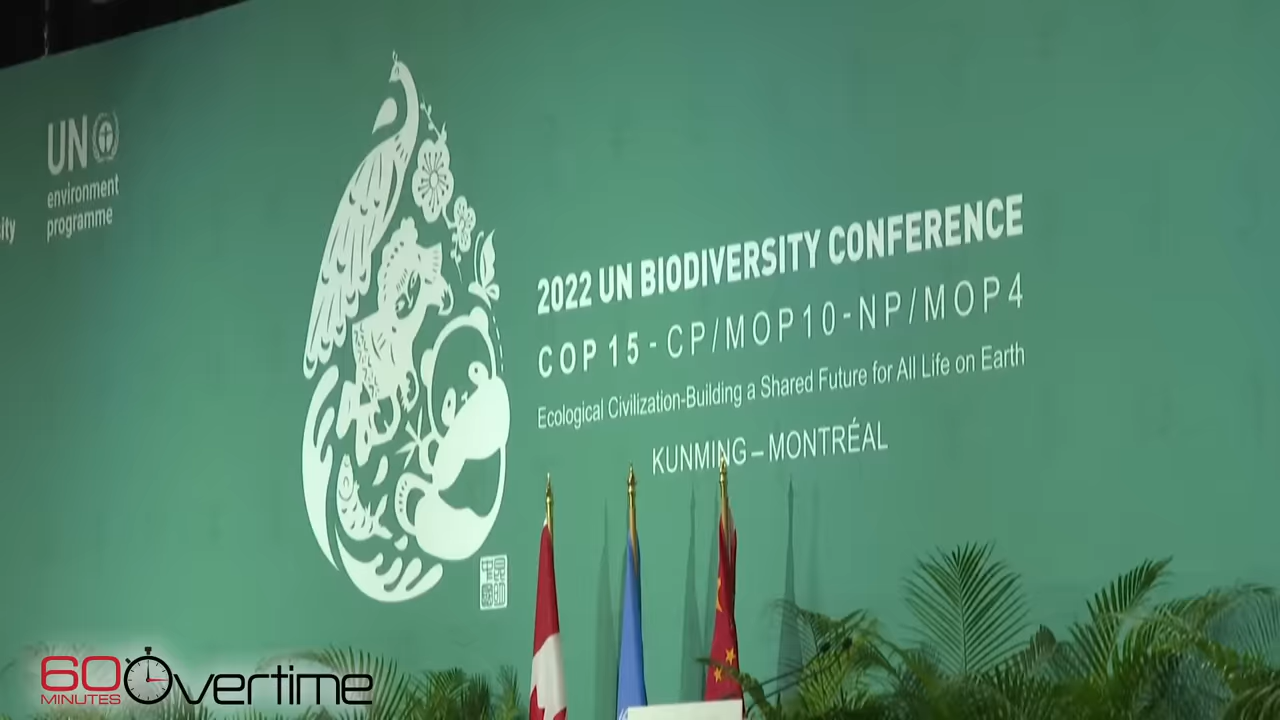 UN
environment
programme
sity
2022 UN BIODIVERSITY CONFERENCE
COP 15 - CP/MOP10-NP/MOP4
Ecological Civilization-Building a Shared Future for All Life on Earth
KUNMING – MONTRÉAL
60 Overtime
MINUTES